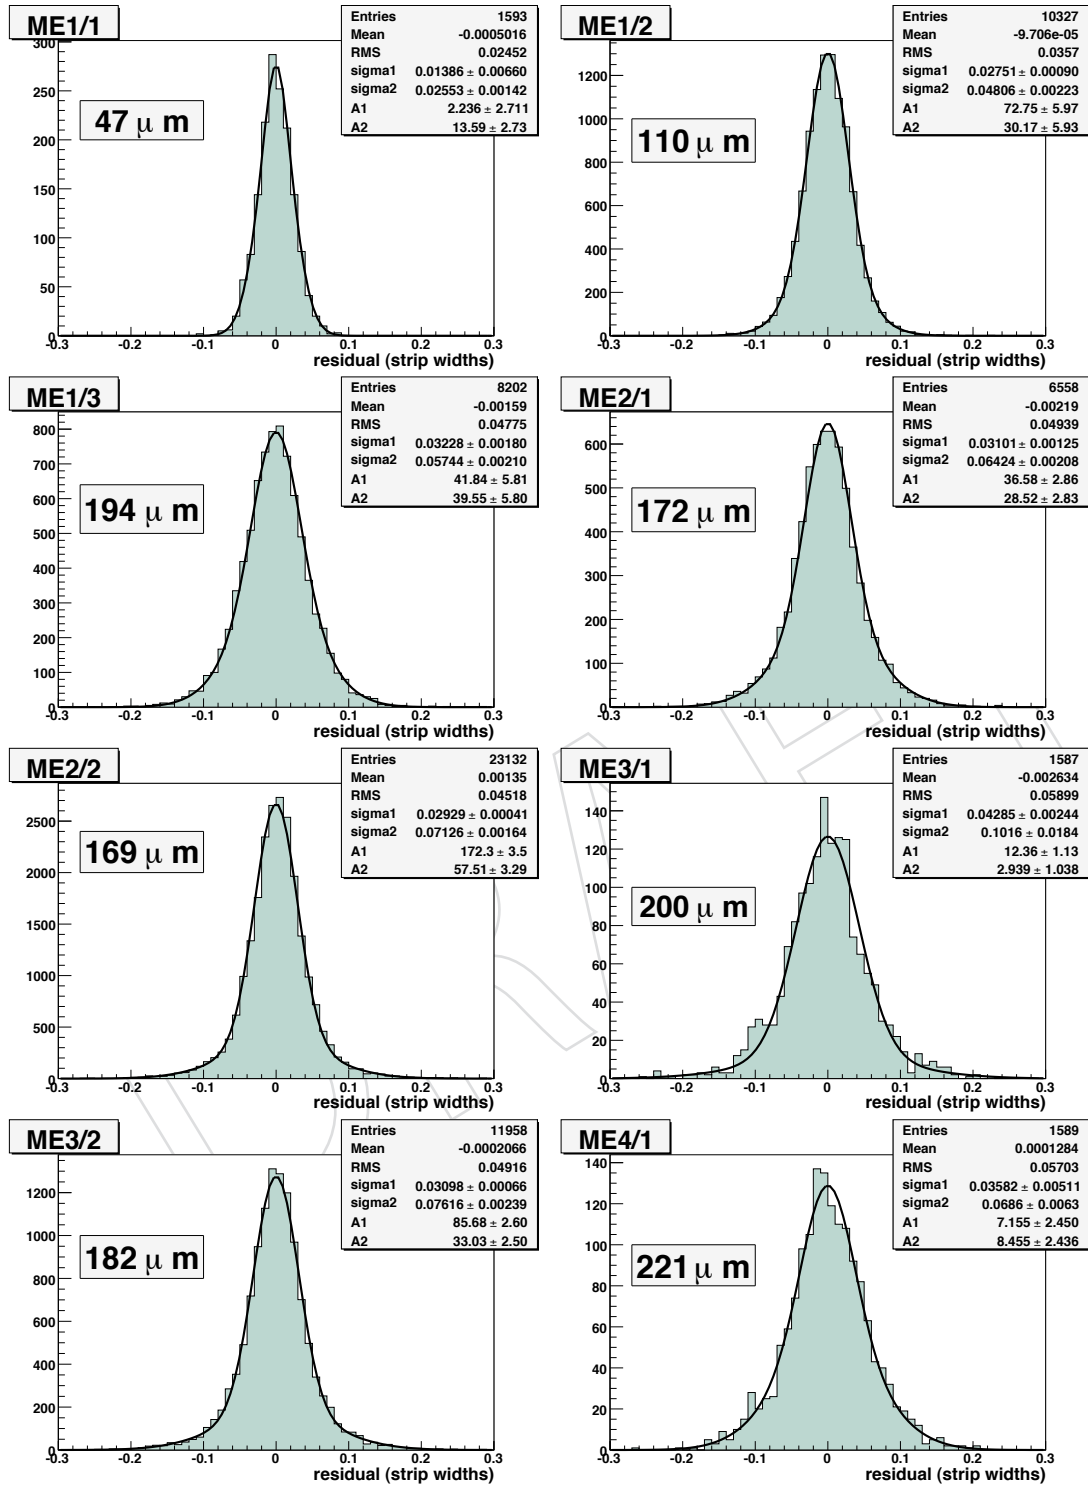 ME1/1
Entries 1593
Mean -0.0005016
RMS 0.02452
sigma1 0.01386 ± 0.00660
sigma2 0.02553 ± 0.00142
A1 2.236 ± 2.711
A2 13.59 ± 2.73
47 μ m
300
250
200
150
100
50
0
-0.3 -0.2 -0.1 0 0.1 0.2 0.3
residual (strip widths)
ME1/2
Entries 10327
Mean -9.706e-05
RMS 0.0357
sigma1 0.02751 ± 0.00090
sigma2 0.04806 ± 0.00223
A1 72.75 ± 5.97
A2 30.17 ± 5.93
110 μ m
1200
1000
800
600
400
200
0
-0.3 -0.2 -0.1 0 0.1 0.2 0.3
residual (strip widths)
ME1/3
Entries 8202
Mean -0.00159
RMS 0.04775
sigma1 0.03228 ± 0.00180
sigma2 0.05744 ± 0.00210
A1 41.84 ± 5.81
A2 39.55 ± 5.80
194 μ m
800
700
600
500
400
300
200
100
0
-0.3 -0.2 -0.1 0 0.1 0.2 0.3
residual (strip widths)
ME2/1
Entries 6558
Mean -0.00219
RMS 0.04939
sigma1 0.03101 ± 0.00125
sigma2 0.06424 ± 0.00208
A1 36.58 ± 2.86
A2 28.52 ± 2.83
172 μ m
600
500
400
300
200
100
0
-0.3 -0.2 -0.1 0 0.1 0.2 0.3
residual (strip widths)
ME2/2
Entries 23132
Mean 0.00135
RMS 0.04518
sigma1 0.02929 ± 0.00041
sigma2 0.07126 ± 0.00164
A1 172.3 ± 3.5
A2 57.51 ± 3.29
169 μ m
2500
2000
1500
1000
500
0
-0.3 -0.2 -0.1 0 0.1 0.2 0.3
residual (strip widths)
ME3/1
Entries 1587
Mean -0.002634
RMS 0.05899
sigma1 0.04285 ± 0.00244
sigma2 0.1016 ± 0.0184
A1 12.36 ± 1.13
A2 2.939 ± 1.038
200 μ m
140
120
100
80
60
40
20
0
-0.3 -0.2 -0.1 0 0.1 0.2 0.3
residual (strip widths)
ME3/2
Entries 11958
Mean -0.0002066
RMS 0.04916
sigma1 0.03098 ± 0.00066
sigma2 0.07616 ± 0.00239
A1 85.68 ± 2.60
A2 33.03 ± 2.50
182 μ m
1200
1000
800
600
400
200
0
-0.3 -0.2 -0.1 0 0.1 0.2 0.3
residual (strip widths)
ME4/1
Entries 1589
Mean 0.0001284
RMS 0.05703
sigma1 0.03582 ± 0.00511
sigma2 0.0686 ± 0.0063
A1 7.155 ± 2.450
A2 8.455 ± 2.436
221 μ m
140
120
100
80
60
40
20
0
-0.3 -0.2 -0.1 0 0.1 0.2 0.3
residual (strip widths)
DRAFT